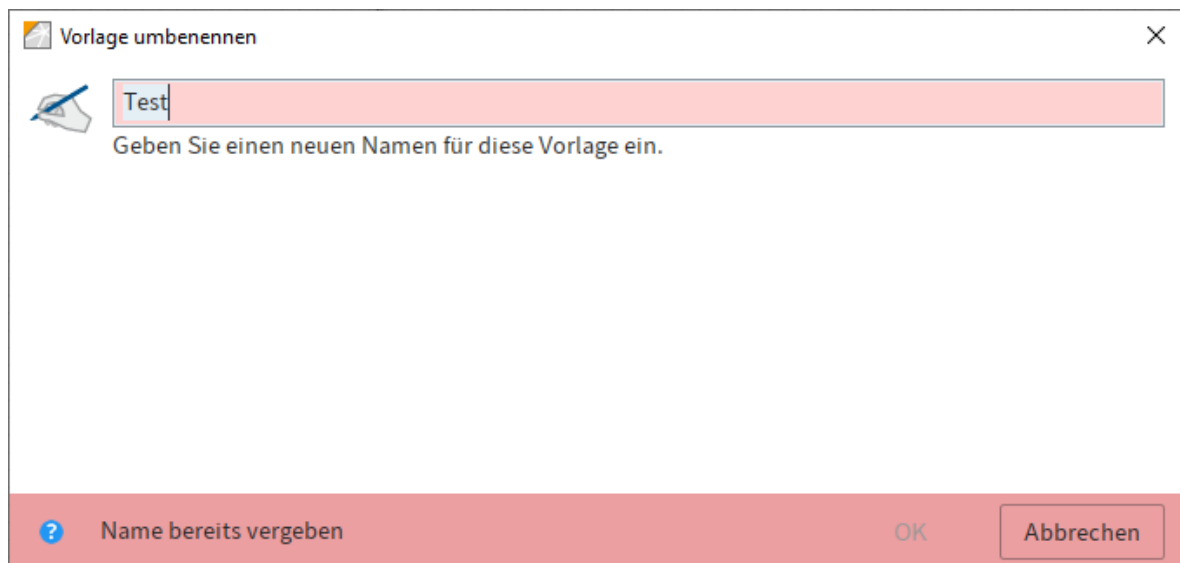 Vorlage umbenennen
Test
Geben Sie einen neuen Namen für diese Vorlage ein.
? Name bereits vergeben OK Abbrechen